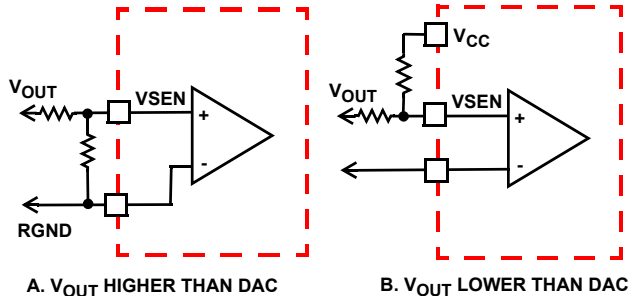 VOUT
VSEN
+
-
RGND
A. VOUT HIGHER THAN DAC
VCC
VOUT
VSEN
+
-
B. VOUT LOWER THAN DAC